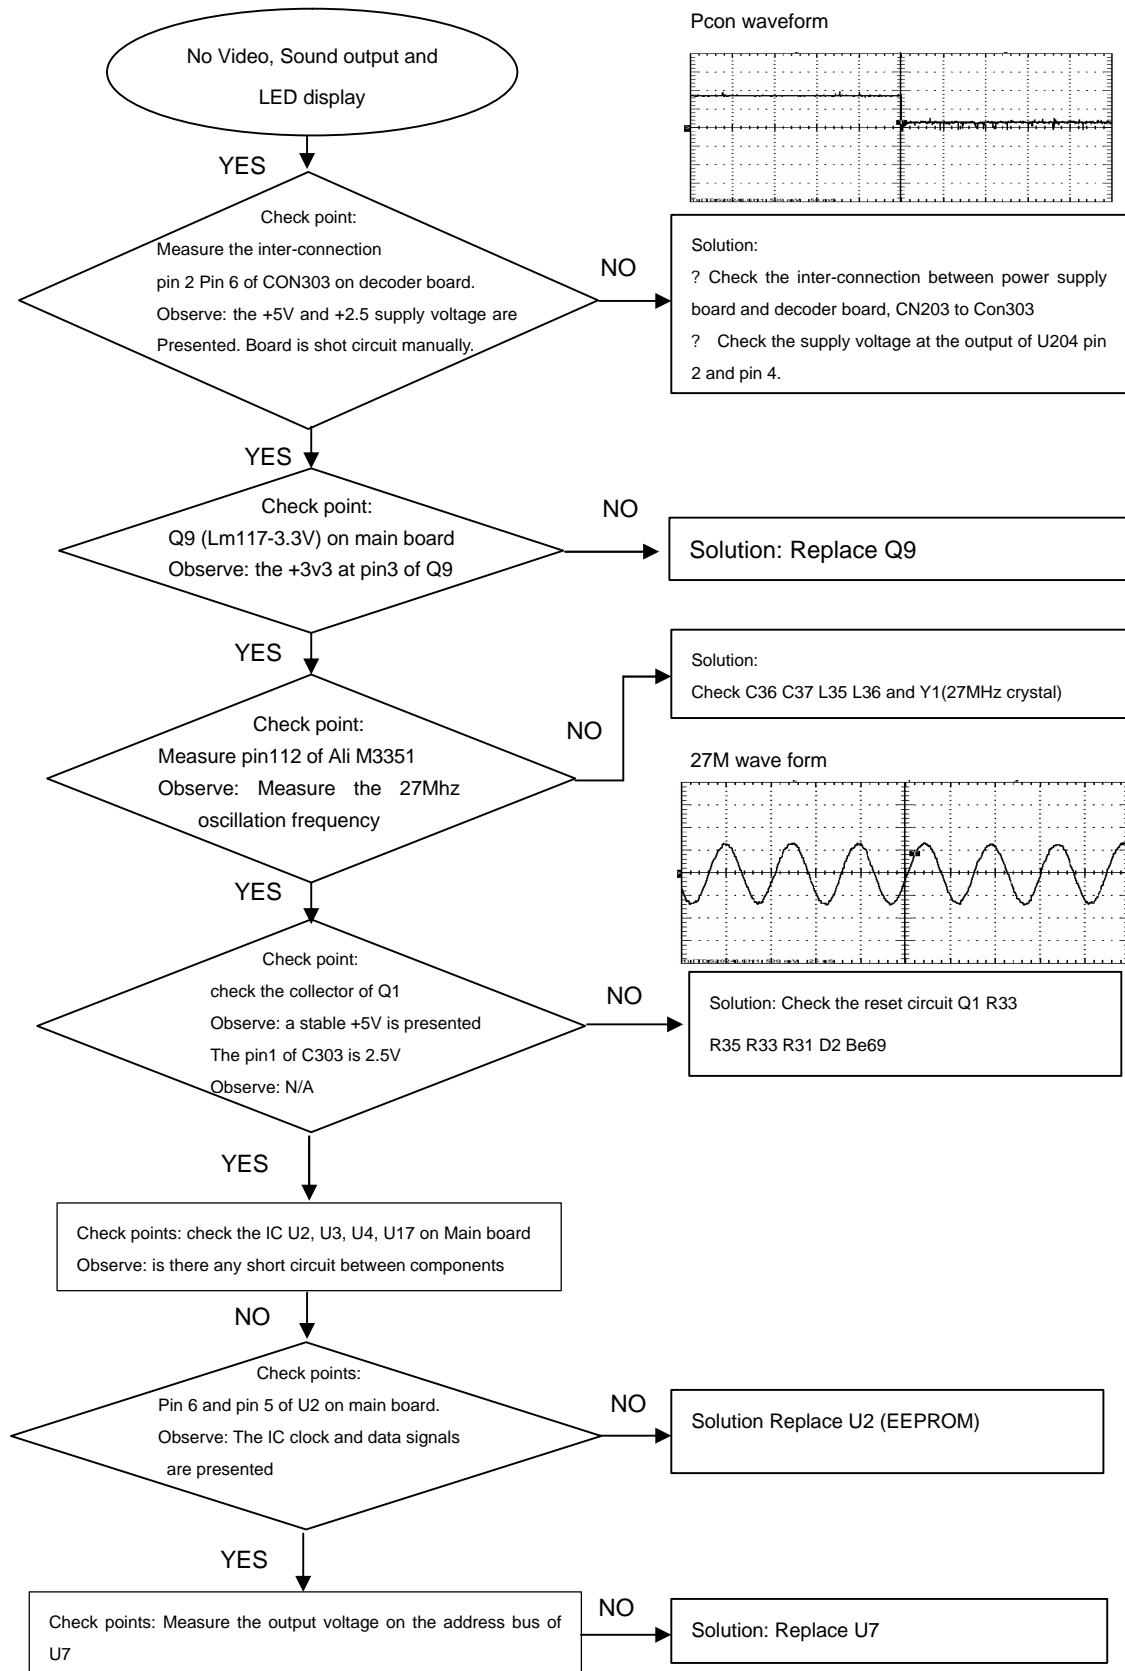 No Video, Sound output and
LED display
Pcon waveform
YES
Check point:
Measure the inter-connection
pin 2 Pin 6 of CON303 on decoder board.
Observe: the +5V and +2.5 supply voltage are
Presented. Board is shot circuit manually.
NO
Solution:
? Check the inter-connection between power supply
board and decoder board, CN203 to Con303
? Check the supply voltage at the output of U204 pin
2 and pin 4.
YES
Check point:
Q9 (Lm117-3.3V) on main board
Observe: the +3v3 at pin3 of Q9
NO
Solution: Replace Q9
YES
Check point:
Measure pin112 of Ali M3351
Observe: Measure the 27Mhz
oscillation frequency
NO
Solution:
Check C36 C37 L35 L36 and Y1(27MHz crystal)
27M wave form
YES
Check point:
check the collector of Q1
Observe: a stable +5V is presented
The pin1 of C303 is 2.5V
Observe: N/A
NO
Solution: Check the reset circuit Q1 R33
R35 R33 R31 D2 Be69
YES
Check points: check the IC U2, U3, U4, U17 on Main board
Observe: is there any short circuit between components
NO
Check points:
Pin 6 and pin 5 of U2 on main board.
Observe: The IC clock and data signals
are presented
NO
Solution Replace U2 (EEPROM)
YES
Check points: Measure the output voltage on the address bus of
U7
NO
Solution: Replace U7